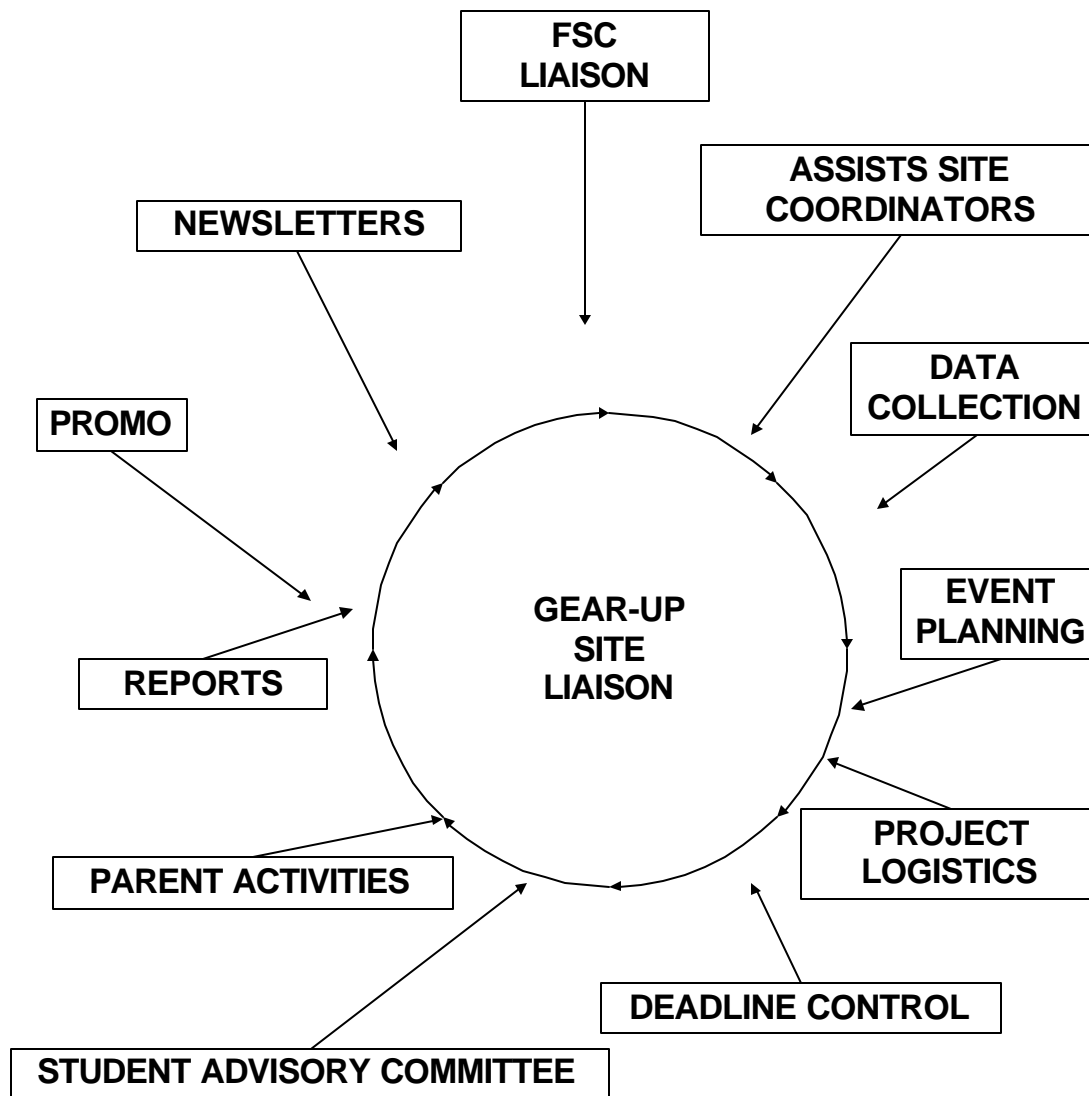 FSC
LIAISON
ASSISTS SITE
COORDINATORS
NEWSLETTERS
DATA
COLLECTION
PROMO
EVENT
PLANNING
GEAR-UP
SITE
LIAISON
REPORTS
PROJECT
LOGISTICS
PARENT ACTIVITIES
DEADLINE CONTROL
STUDENT ADVISORY COMMITTEE